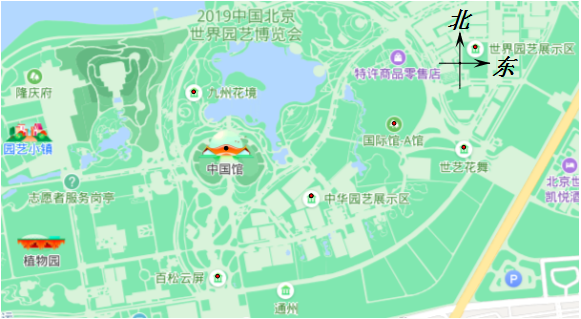 2019中国北京
世界园艺博览会
北
东
世界园艺展示区
特许商品零售店
隆庆府
九州花境
园艺小镇
国际馆·A馆
中国馆
世艺花舞
志愿者服务岗亭
北京世
凯悦酒
中华园艺展示区
植物园
百松云屏
P
通州